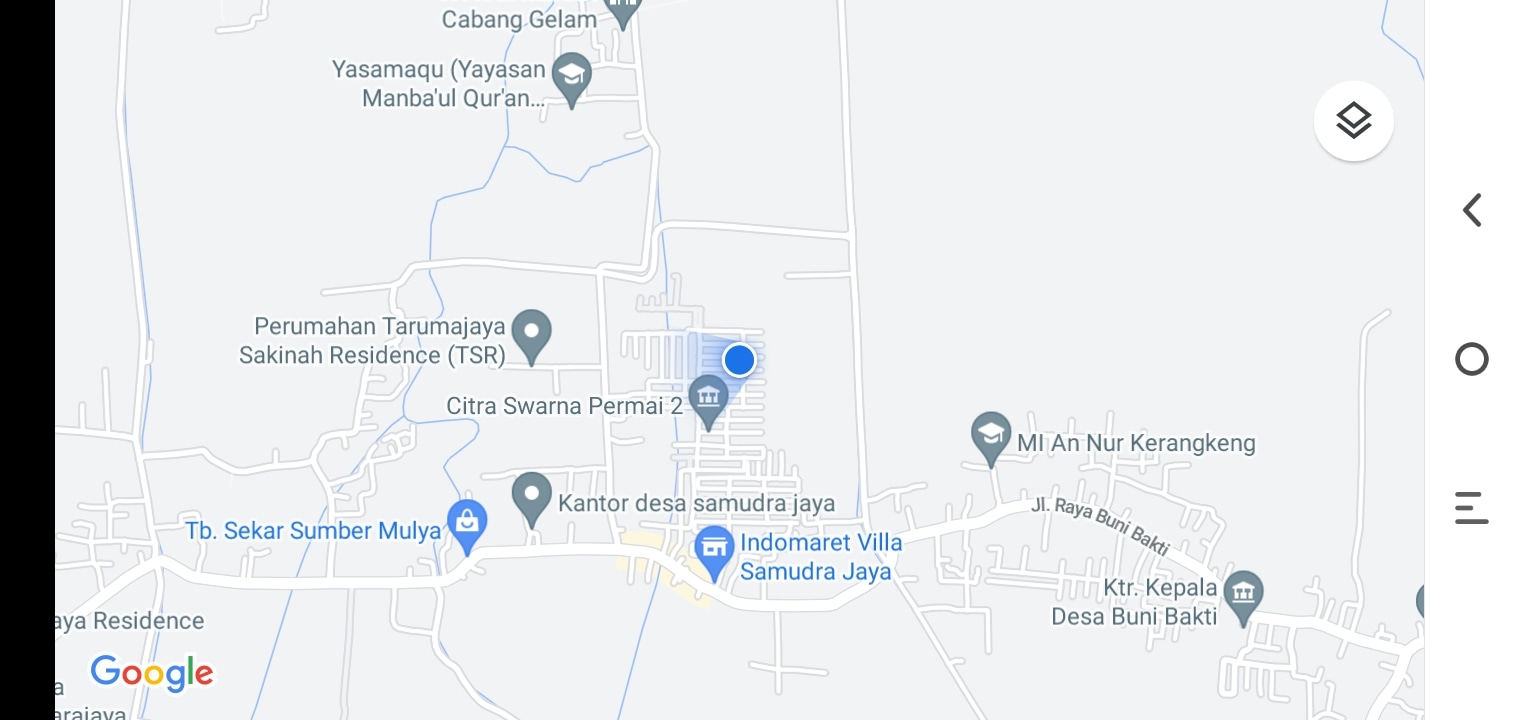 Cabang Gelam
Yasamaqu (Yayasan
Manba'ul Qur'an...
Perumahan Tarumajaya
Sakinah Residence (TSR)
Citra Swarna Permai 2
MI An Nur Kerangkeng
Kantor desa samudra jaya
Jl. Raya Buni Bakti
Tb. Sekar Sumber Mulya
Indomaret Villa
Samudra Jaya
Ktr. Kepala
Desa Buni Bakti
aya Residence
Google
a
arajaya